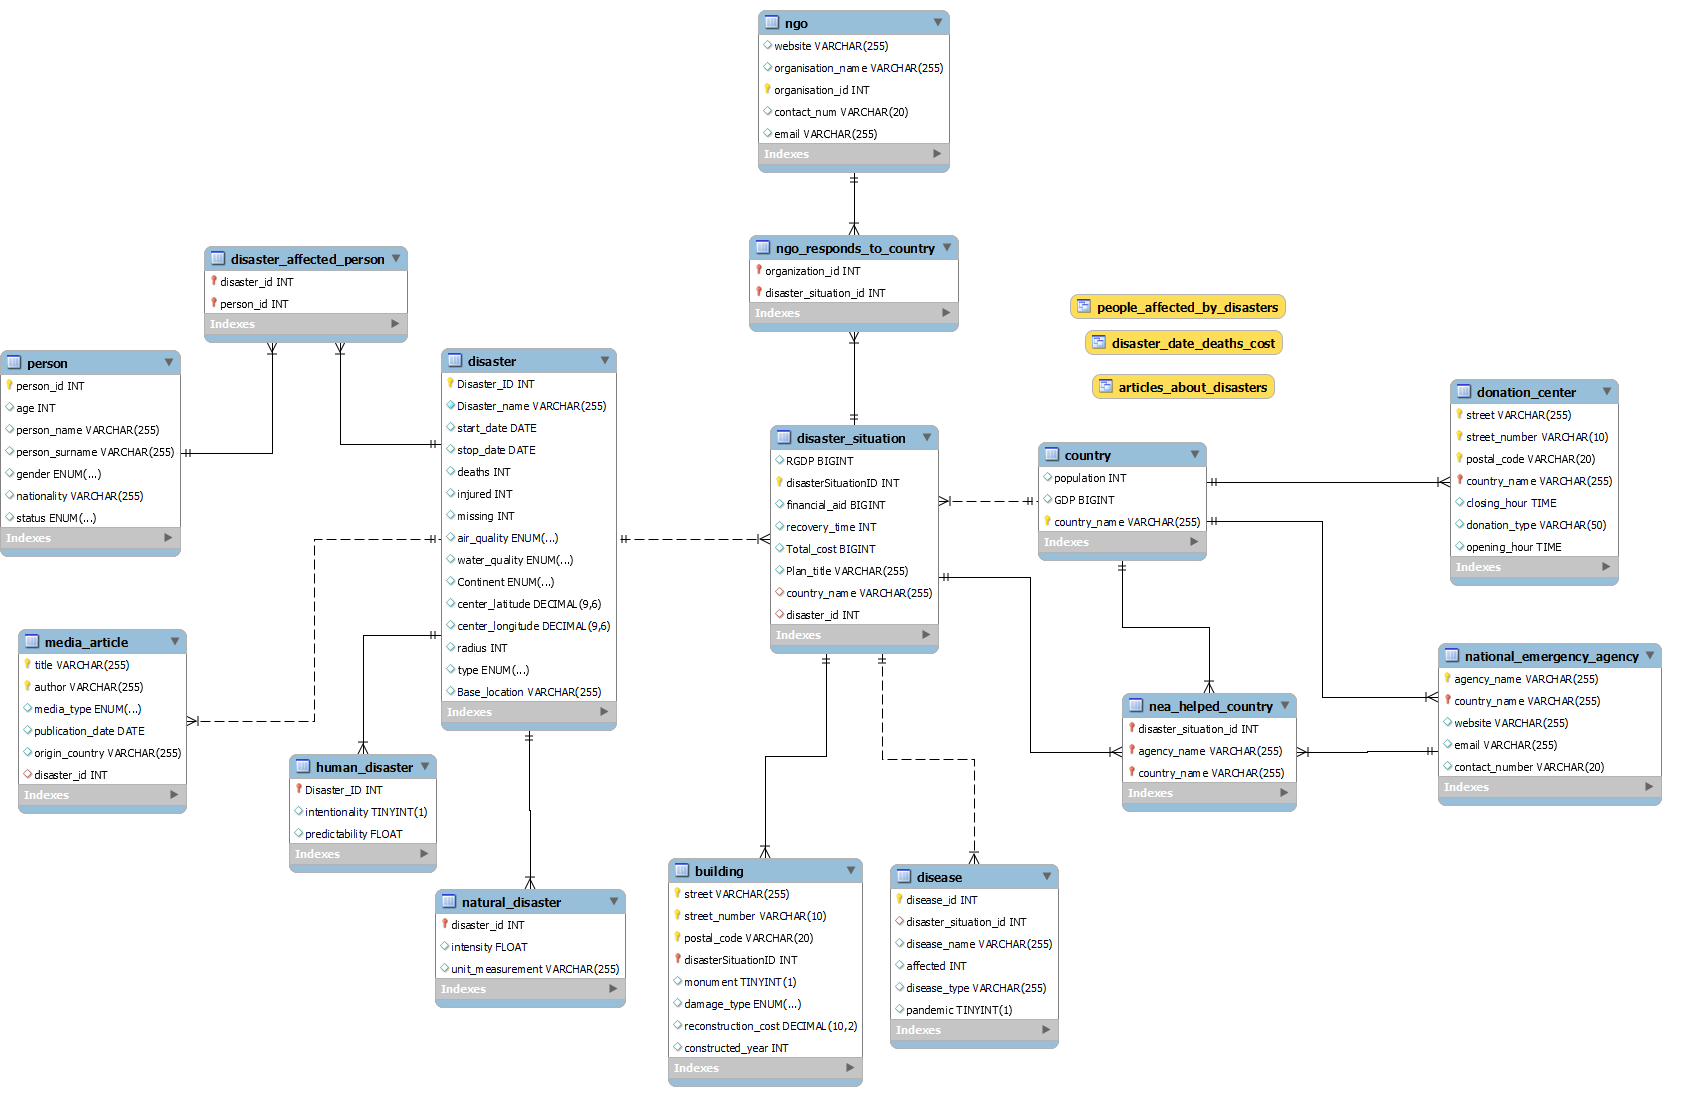 ngo
website VARCHAR(255)
organisation_name VARCHAR(255)
organisation_id INT
contact_num VARCHAR(20)
email VARCHAR(255)
Indexes
ngo_responds_to_country
organization_id INT
disaster_situation_id INT
Indexes
disaster_affected_person
disaster_id INT
person_id INT
Indexes
people_affected_by_disasters
disaster_date_deaths_cost
articles_about_disasters
person
person_id INT
age INT
person_name VARCHAR(255)
person_surname VARCHAR(255)
gender ENUM(...)
nationality VARCHAR(255)
status ENUM(...)
Indexes
disaster
Disaster_ID INT
Disaster_name VARCHAR(255)
start_date DATE
stop_date DATE
deaths INT
injured INT
missing INT
air_quality ENUM(...)
water_quality ENUM(...)
Continent ENUM(...)
center_latitude DECIMAL(9,6)
center_longitude DECIMAL(9,6)
radius INT
type ENUM(...)
Base_location VARCHAR(255)
Indexes
disaster_situation
RGDP BIGINT
disasterSituationID INT
financial_aid BIGINT
recovery_time INT
Total_cost BIGINT
Plan_title VARCHAR(255)
country_name VARCHAR(255)
disaster_id INT
Indexes
country
population INT
GDP BIGINT
country_name VARCHAR(255)
Indexes
donation_center
street VARCHAR(255)
street_number VARCHAR(10)
postal_code VARCHAR(20)
country_name VARCHAR(255)
closing_hour TIME
donation_type VARCHAR(50)
opening_hour TIME
Indexes
media_article
title VARCHAR(255)
author VARCHAR(255)
media_type ENUM(...)
publication_date DATE
origin_country VARCHAR(255)
disaster_id INT
Indexes
national_emergency_agency
agency_name VARCHAR(255)
country_name VARCHAR(255)
website VARCHAR(255)
email VARCHAR(255)
contact_number VARCHAR(20)
Indexes
nea_helped_country
disaster_situation_id INT
agency_name VARCHAR(255)
country_name VARCHAR(255)
Indexes
human_disaster
Disaster_ID INT
intentionality TINYINT(1)
predictability FLOAT
Indexes
natural_disaster
disaster_id INT
intensity FLOAT
unit_measurement VARCHAR(255)
Indexes
building
street VARCHAR(255)
street_number VARCHAR(10)
postal_code VARCHAR(20)
disasterSituationID INT
monument TINYINT(1)
damage_type ENUM(...)
reconstruction_cost DECIMAL(10,2)
constructed_year INT
Indexes
disease
disease_id INT
disaster_situation_id INT
disease_name VARCHAR(255)
affected INT
disease_type VARCHAR(255)
pandemic TINYINT(1)
Indexes